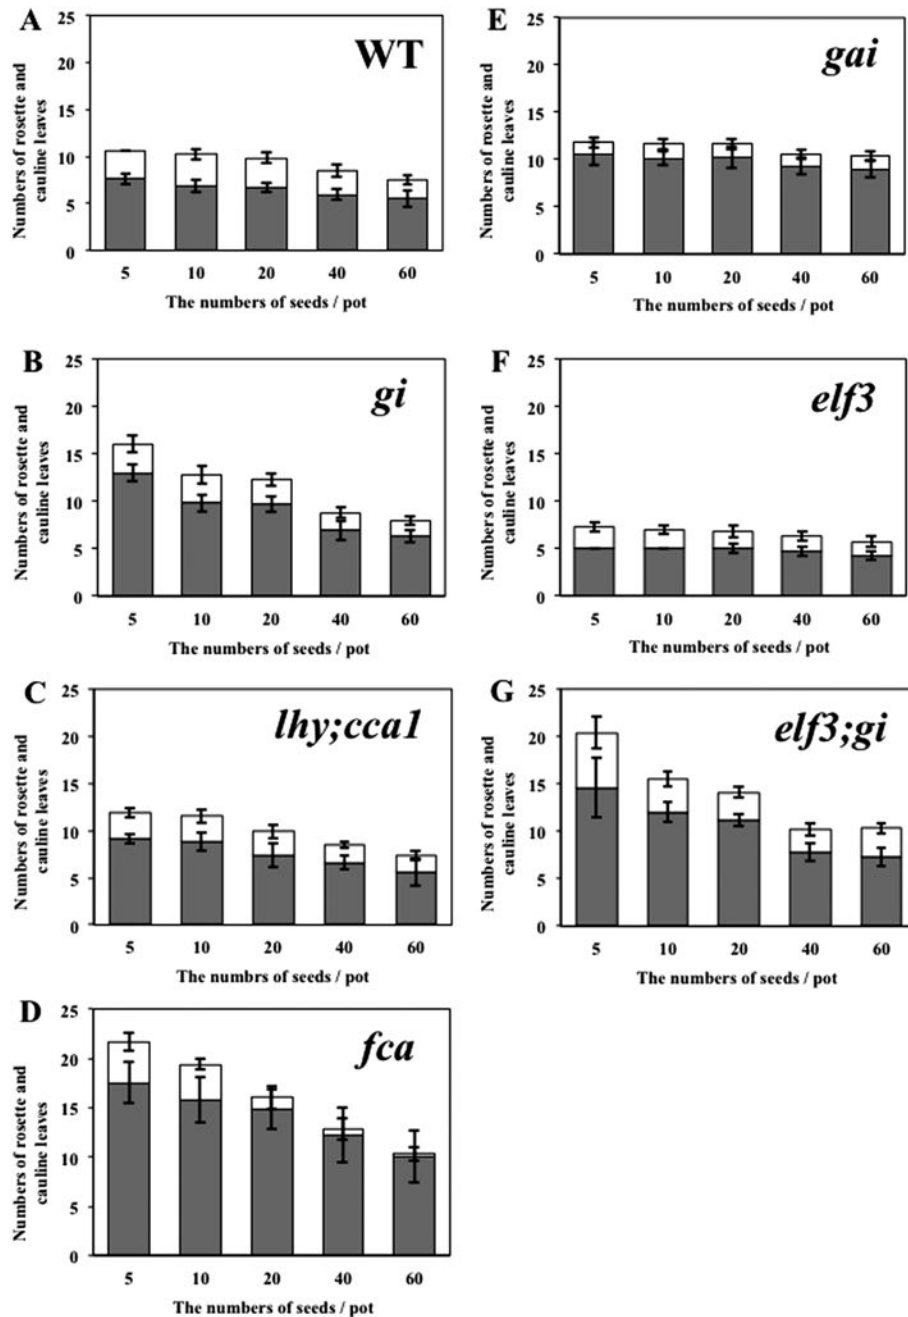 A
WT
Numbers of rosette and
cauline leaves
25
20
15
10
5
0
5 10 20 40 60
The numbers of seeds / pot
B
gi
Numbers of rosette and
cauline leaves
25
20
15
10
5
0
5 10 20 40 60
The numbers of seeds / pot
C
lhy;cca1
Numbers of rosette and
cauline leaves
25
20
15
10
5
0
5 10 20 40 60
The numbrs of seeds / pot
D
fca
Numbers of rosette and
cauline leaves
25
20
15
10
5
0
5 10 20 40 60
The numbers of seeds / pot
E
gai
Numbers of rosette and
cauline leaves
25
20
15
10
5
0
5 10 20 40 60
The numbers of seeds / pot
F
elf3
Numbers of rosette and
cauline leaves
25
20
15
10
5
0
5 10 20 40 60
The numbers of seeds / pot
G
elf3;gi
Numbers of rosette and
cauline leaves
25
20
15
10
5
0
5 10 20 40 60
The numbers of seeds / pot